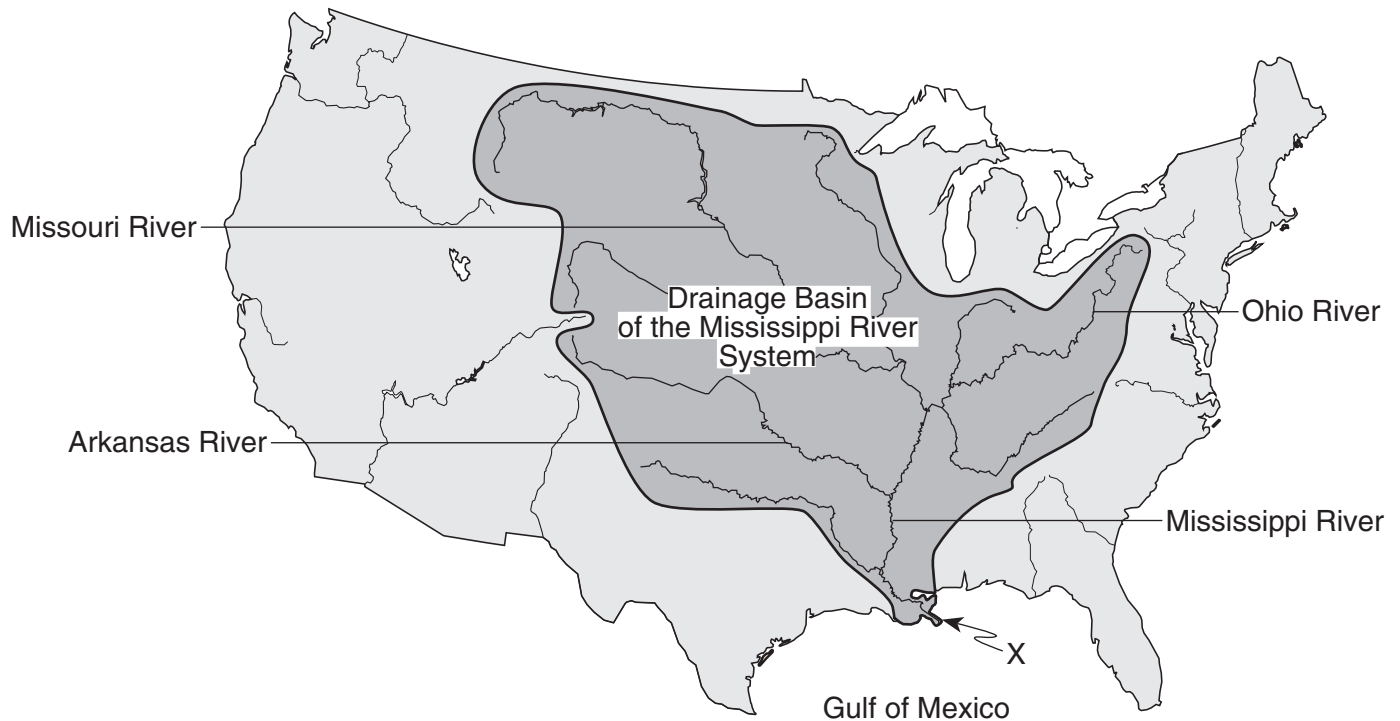 Missouri River
Drainage Basin
of the Mississippi River
System
Ohio River
Arkansas River
Mississippi River
X
Gulf of Mexico